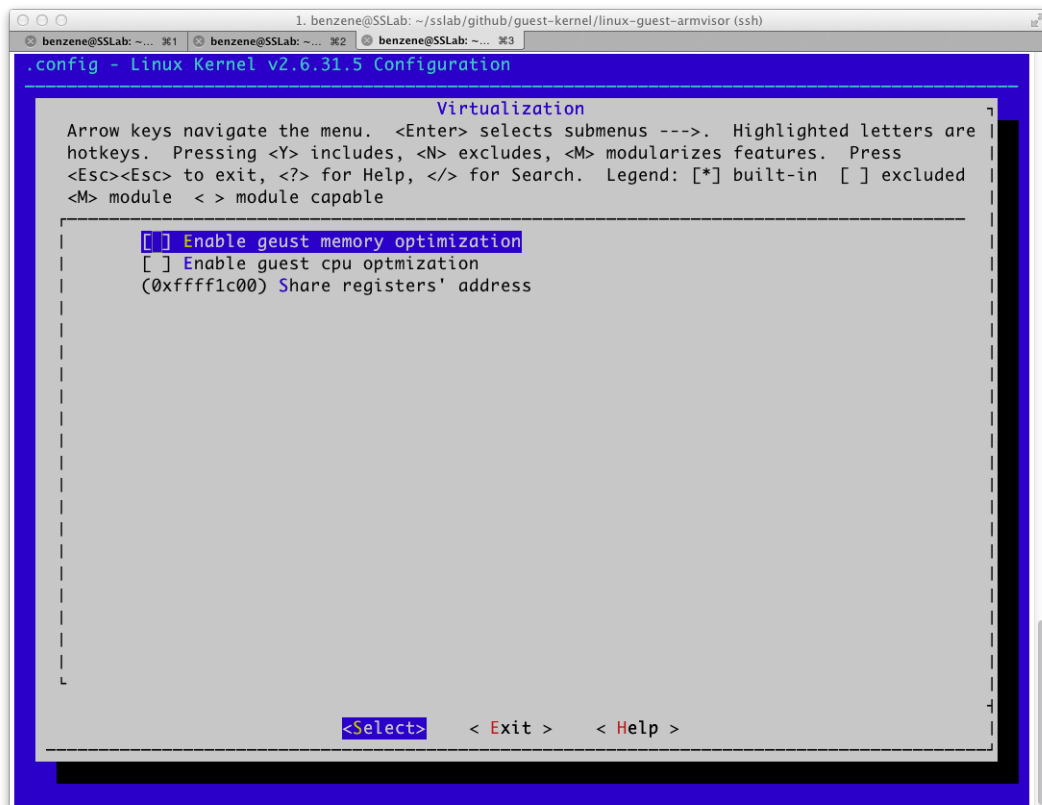 1. benzene@SSLab: ~/sslab/github/guest-kernel/linux-guest-armvisor (ssh)
benzene@SSLab: ~... ⌘1 benzene@SSLab: ~... ⌘2 benzene@SSLab: ~... ⌘3
.config - Linux Kernel v2.6.31.5 Configuration
Virtualization
Arrow keys navigate the menu. <Enter> selects submenus --->. Highlighted letters are
hotkeys. Pressing <Y> includes, <N> excludes, <M> modularizes features. Press
<Esc><Esc> to exit, <?> for Help, </> for Search. Legend: [*] built-in [ ] excluded
<M> module < > module capable
[ ] Enable geust memory optimization
[ ] Enable guest cpu optmization
(0xffff1c00) Share registers' address
<Select> < Exit > < Help >